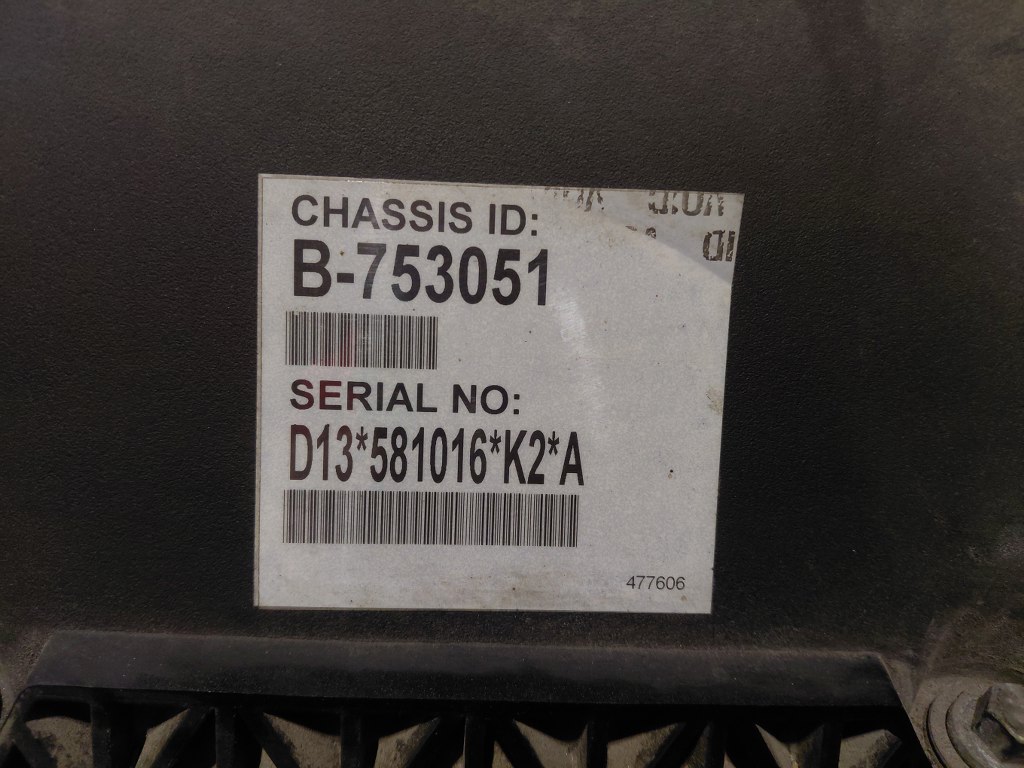 CHASSIS ID:
B-753051
SERIAL NO:
D13*581016*K2*A
477606